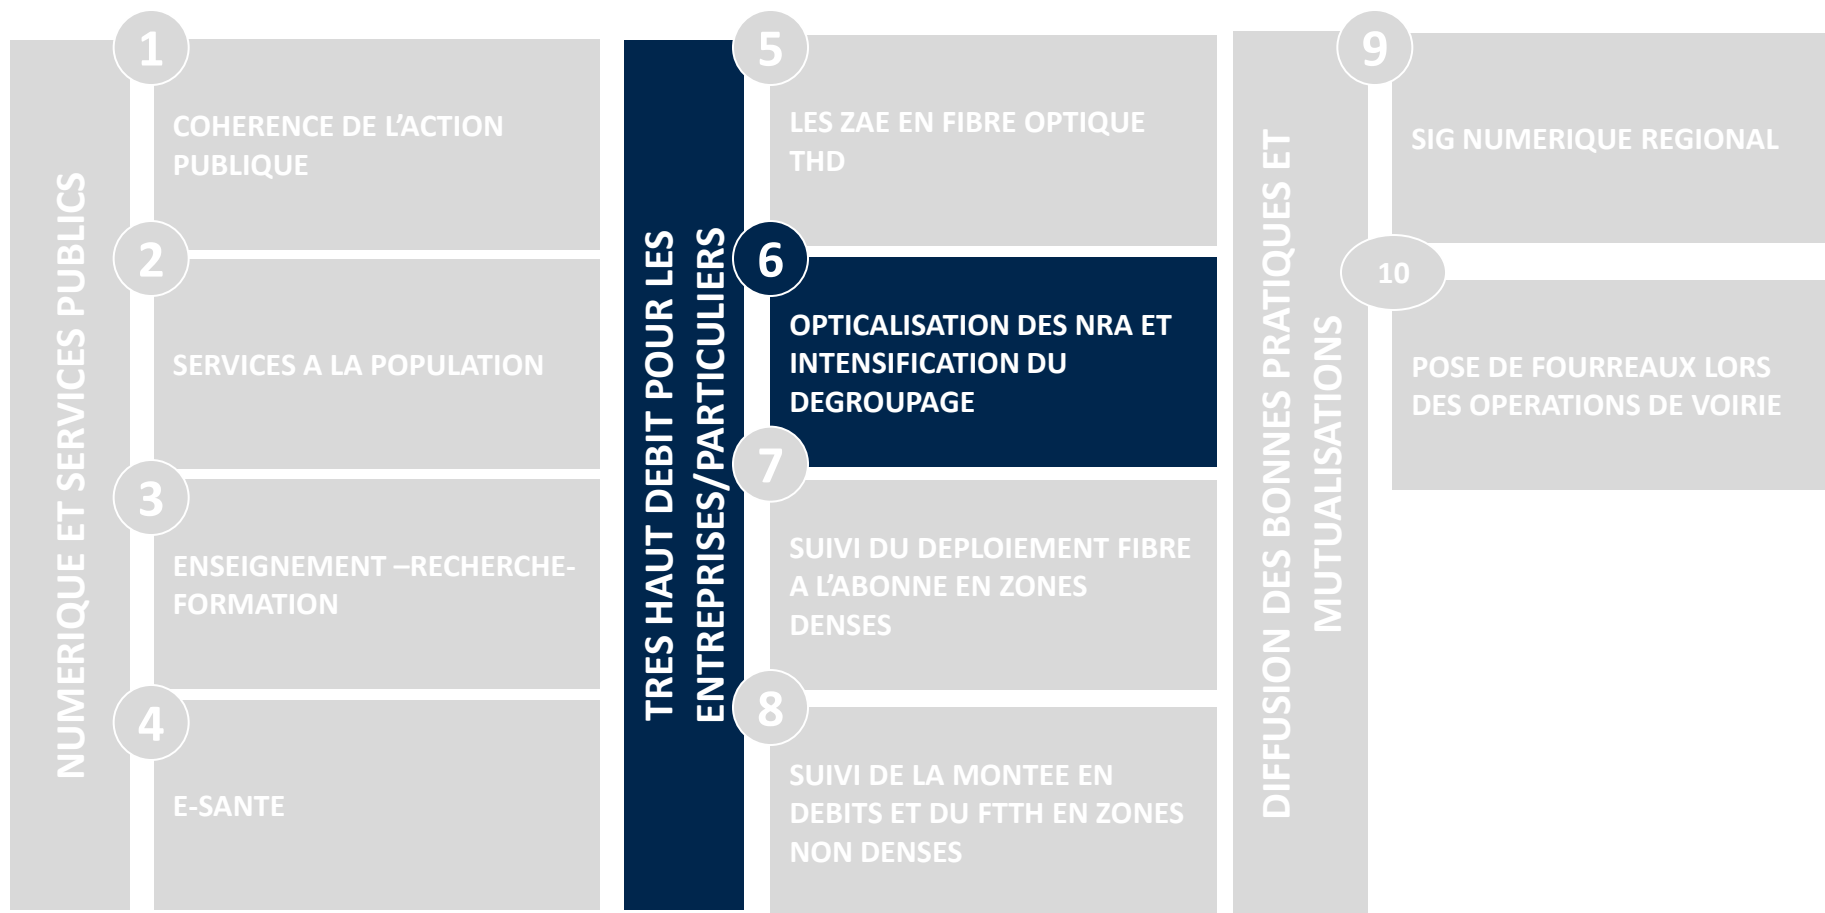 NUMERIQUE ET SERVICES PUBLICS
1
COHERENCE DE L’ACTION
PUBLIQUE
2
SERVICES A LA POPULATION
3
ENSEIGNEMENT –RECHERCHE-
FORMATION
4
E-SANTE
TRES HAUT DEBIT POUR LES
ENTREPRISES/PARTICULIERS
5
LES ZAE EN FIBRE OPTIQUE
THD
6
OPTICALISATION DES NRA ET
INTENSIFICATION DU
DEGROUPAGE
7
SUIVI DU DEPLOIEMENT FIBRE
A L’ABONNE EN ZONES
DENSES
8
SUIVI DE LA MONTEE EN
DEBITS ET DU FTTH EN ZONES
NON DENSES
DIFFUSION DES BONNES PRATIQUES ET
MUTUALISATIONS
9
SIG NUMERIQUE REGIONAL
10
POSE DE FOURREAUX LORS
DES OPERATIONS DE VOIRIE